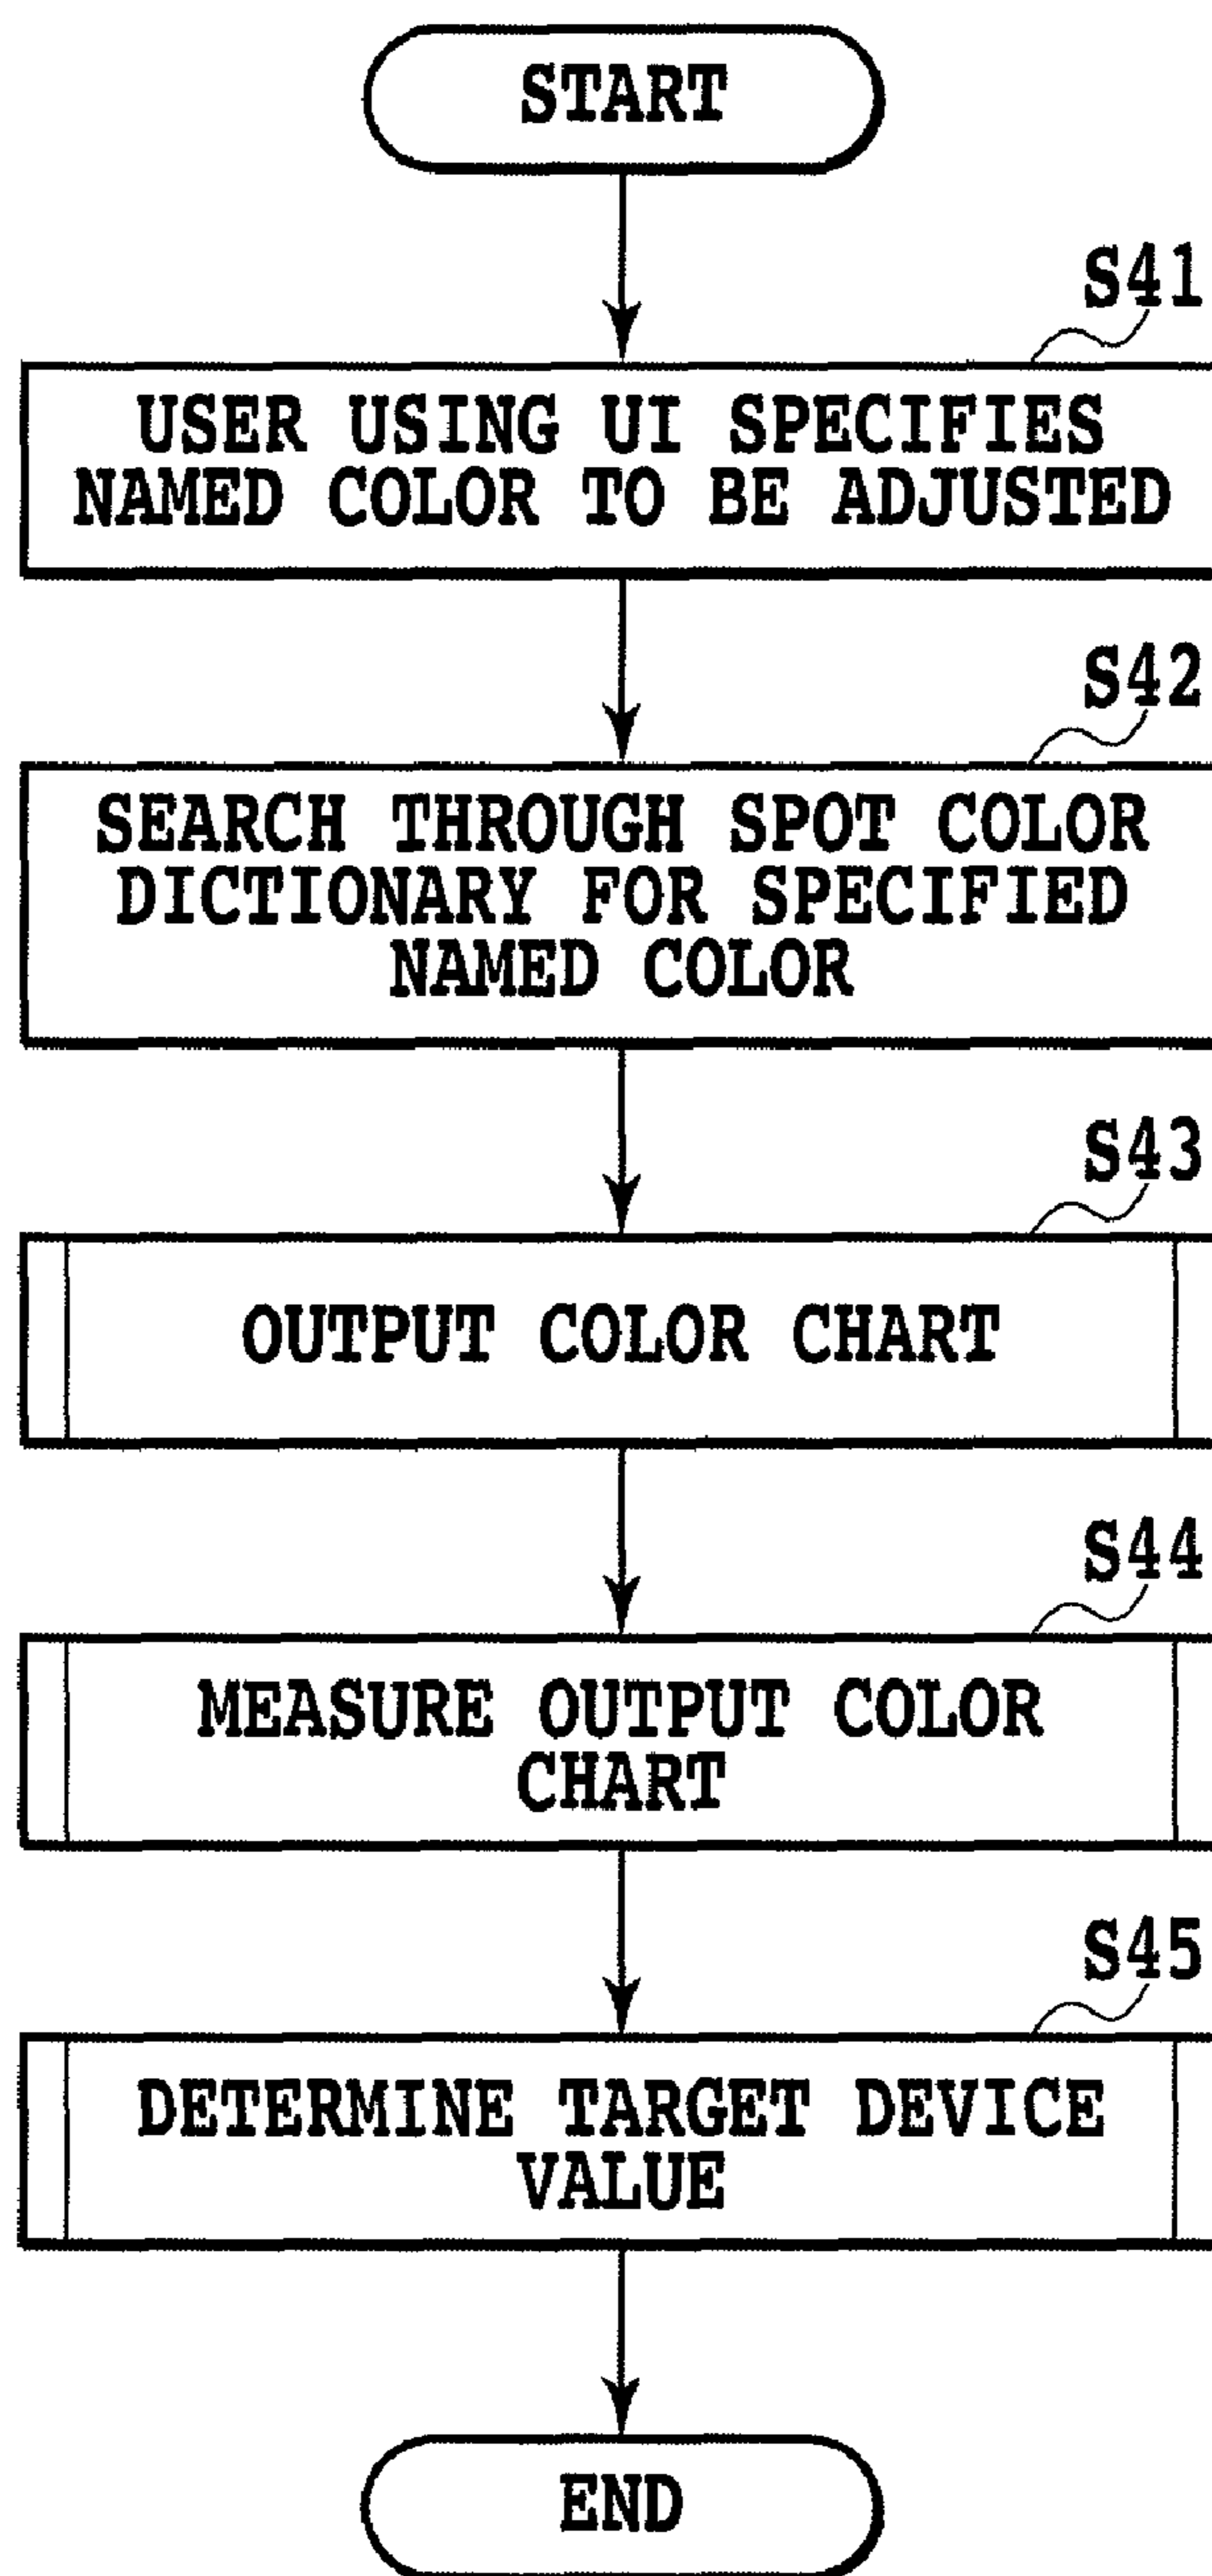 START
S41
USER USING UI SPECIFIES
NAMED COLOR TO BE ADJUSTED
S42
SEARCH THROUGH SPOT COLOR
DICTIONARY FOR SPECIFIED
NAMED COLOR
S43
OUTPUT COLOR CHART
S44
MEASURE OUTPUT COLOR
CHART
S45
DETERMINE TARGET DEVICE
VALUE
END